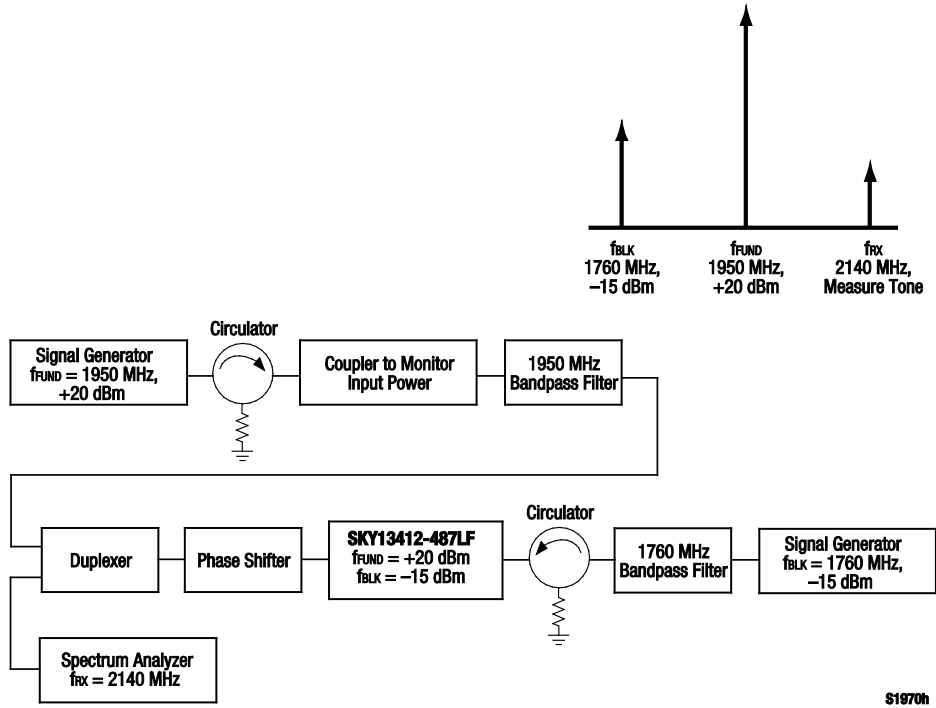 fBLK
1760 MHz,
–15 dBm
fFUND
1950 MHz,
+20 dBm
fRX
2140 MHz,
Measure Tone
Signal Generator
fFUND = 1950 MHz,
+20 dBm
Circulator
Coupler to Monitor
Input Power
1950 MHz
Bandpass Filter
Duplexer
Phase Shifter
SKY13412-487LF
fFUND = +20 dBm
fBLK = –15 dBm
Circulator
1760 MHz
Bandpass Filter
Signal Generator
fBLK = 1760 MHz,
–15 dBm
Spectrum Analyzer
fRX = 2140 MHz
S1970h